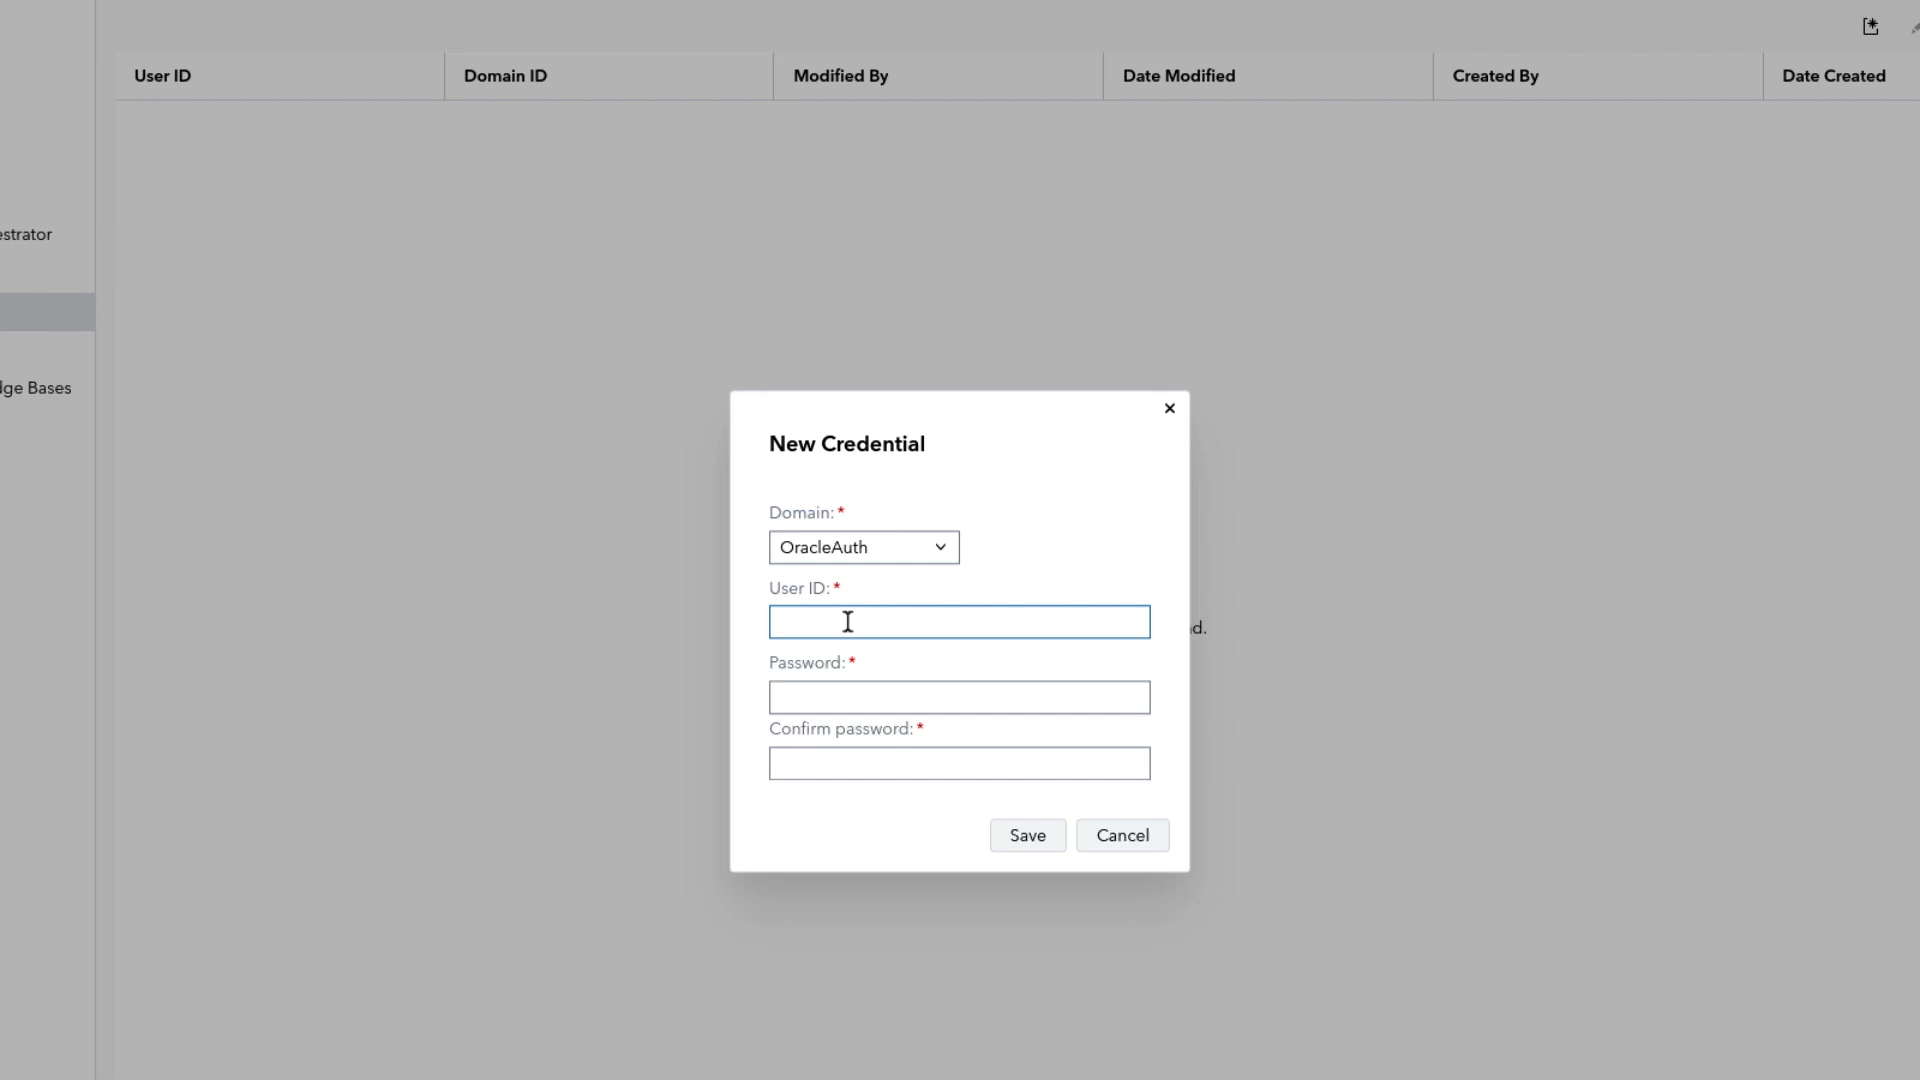 User ID Domain ID Modified By Date Modified Created By Date Created
estrator
dge Bases
New Credential
Domain:*
OracleAuth
User ID:*
d.
Password:*
Confirm password:*
Save Cancel